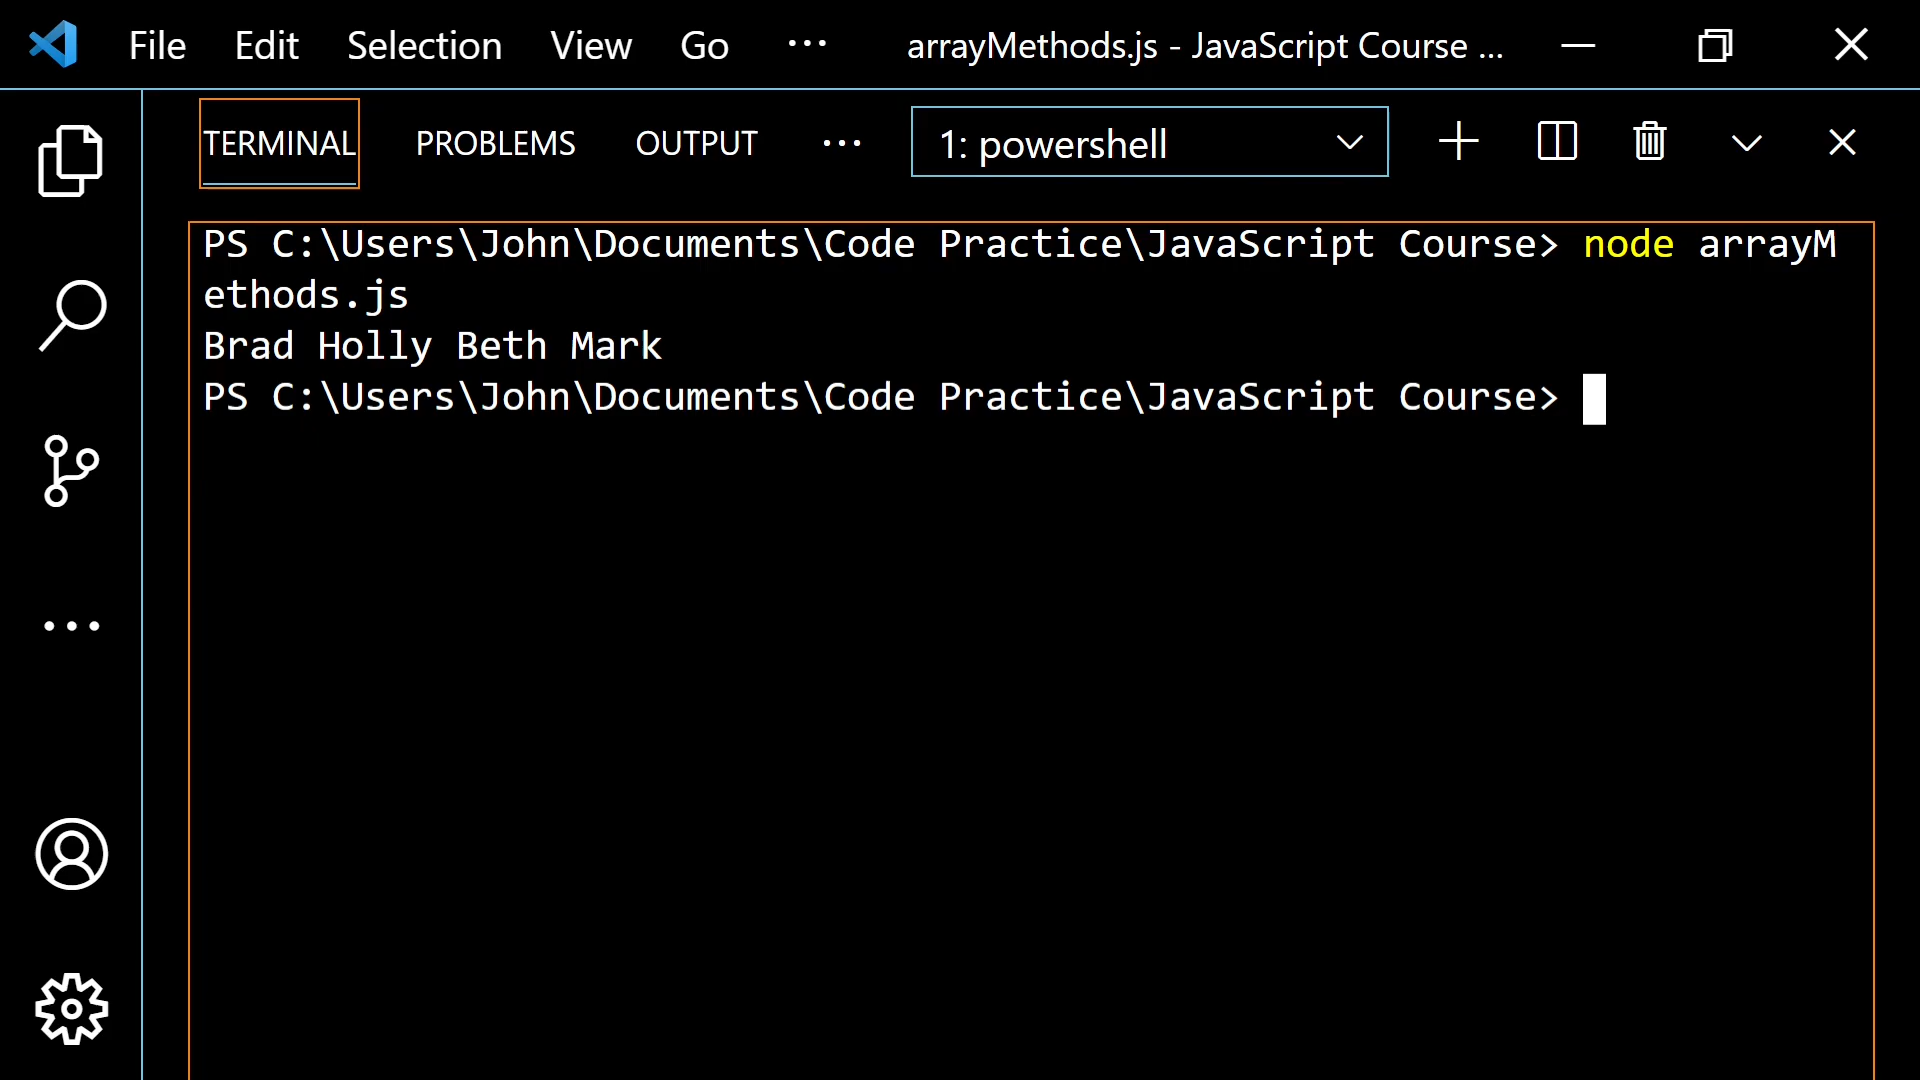 File Edit Selection View Go ··· arrayMethods.js - JavaScript Course ...
TERMINAL PROBLEMS OUTPUT ··· 1: powershell
PS C:\Users\John\Documents\Code Practice\JavaScript Course> node arrayM
ethods.js
Brad Holly Beth Mark
PS C:\Users\John\Documents\Code Practice\JavaScript Course>